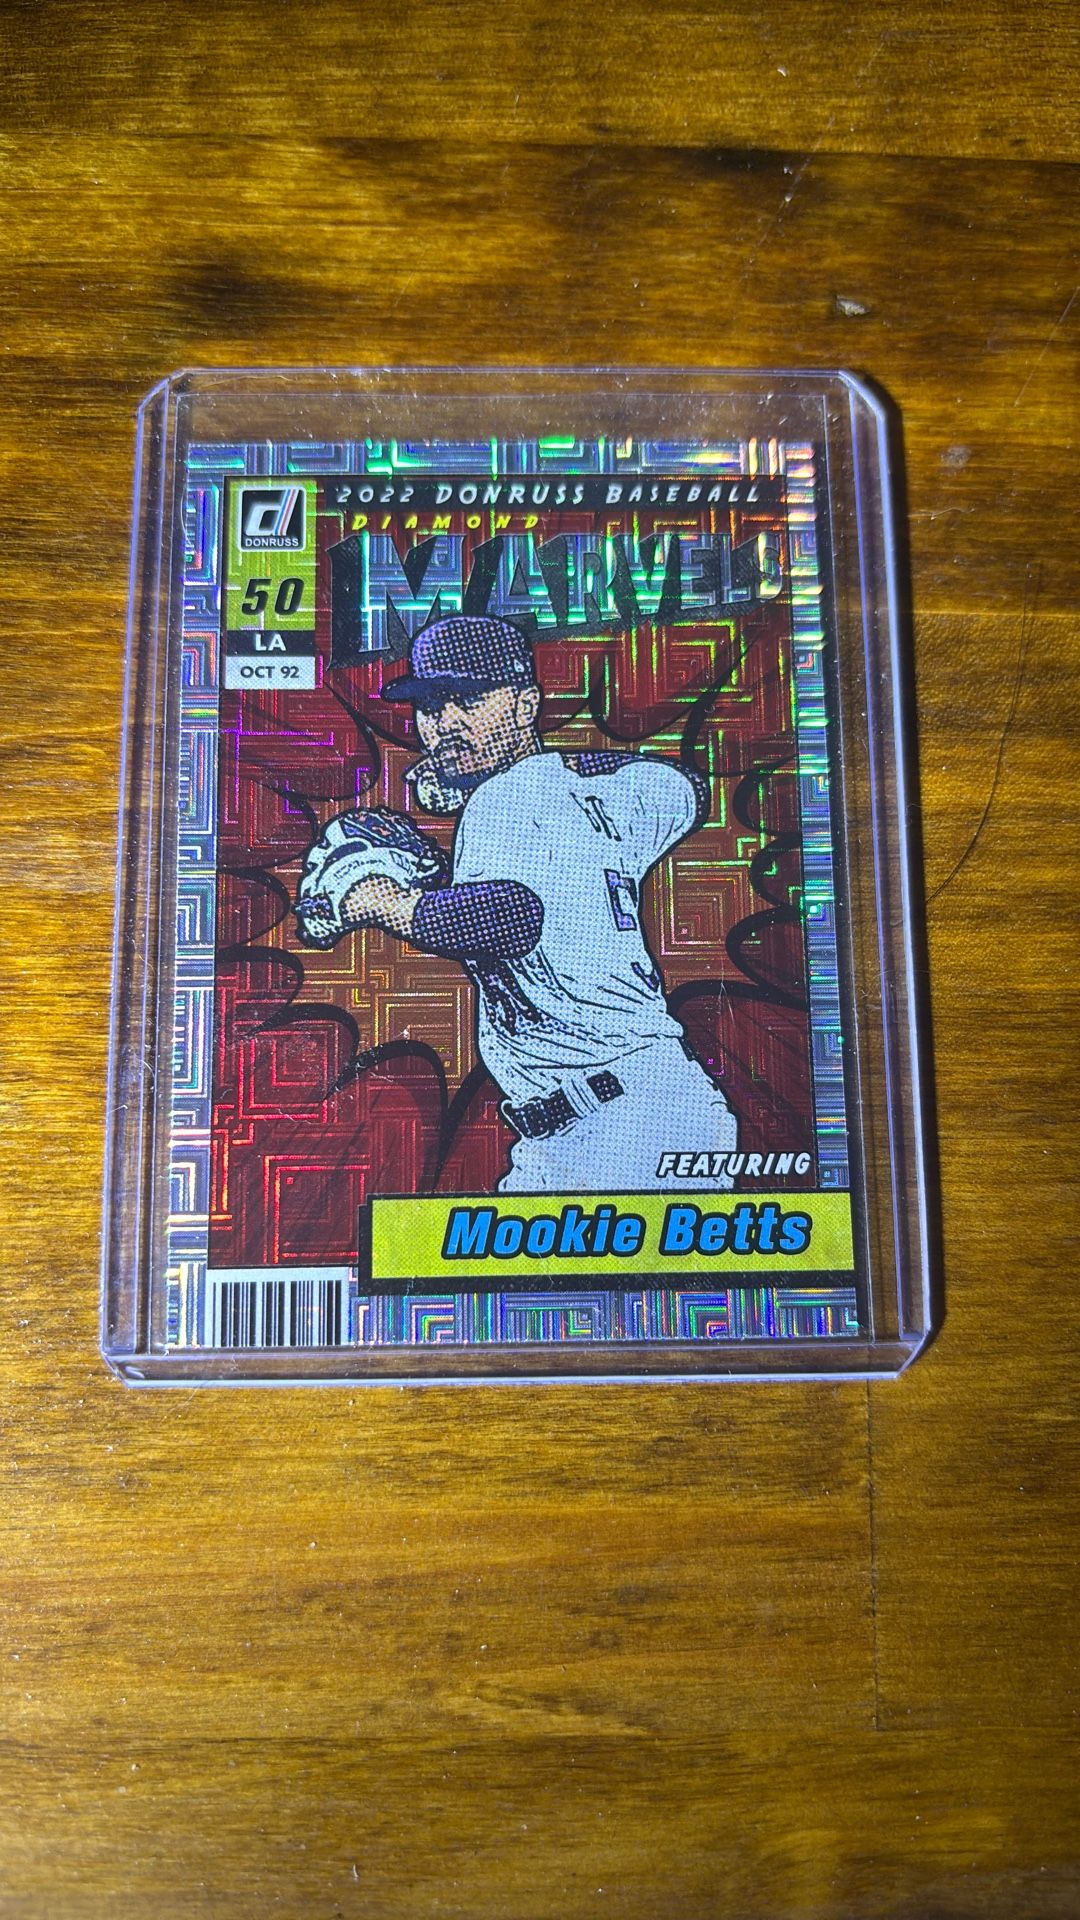 2022 DONRUSS BASEBALL
DIAMOND
MARVELS
DONRUSS
50
LA
OCT 92
FEATURING
Mookie Betts